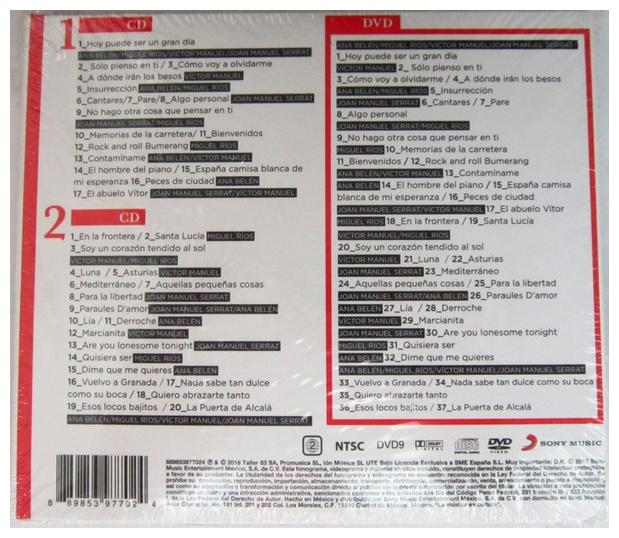 1 CD
1_Hoy puede ser un gran día
ANA BELÉN/MIGUEL RÍOS/VÍCTOR MANUEL/JOAN MANUEL SERRAT
2_ Sólo pienso en ti / 3_Cómo voy a olvidarme
4_A dónde irán los besos VÍCTOR MANUEL
5_Insurrección ANA BELÉN/MIGUEL RÍOS
6_Cantares/7_Pare/8_Algo personal JOAN MANUEL SERRAT
9_No hago otra cosa que pensar en ti
JOAN MANUEL SERRAT/MIGUEL RÍOS
10_Memorias de la carretera/ 11_Bienvenidos
12_Rock and roll Bumerang MIGUEL RÍOS
13_Contamíname ANA BELÉN/VÍCTOR MANUEL
14_El hombre del piano / 15_España camisa blanca de
mi esperanza 16_Peces de ciudad ANA BELÉN
17_El abuelo Vítor JOAN MANUEL SERRAT/VÍCTOR MANUEL
2 CD
1_En la frontera / 2_Santa Lucía MIGUEL RÍOS
3_Soy un corazón tendido al sol
VÍCTOR MANUEL/MIGUEL RÍOS
4_Luna / 5_Asturias VÍCTOR MANUEL
6_Mediterráneo / 7_Aquellas pequeñas cosas
8_Para la libertad JOAN MANUEL SERRAT
9_Paraules D'amor JOAN MANUEL SERRAT/ANA BELÉN
10_Lía / 11_Derroche ANA BELÉN
12_Marcianita VÍCTOR MANUEL
13_Are you lonesome tonight JOAN MANUEL SERRAT
14_Quisiera ser MIGUEL RÍOS
15_Dime que me quieres ANA BELÉN
16_Vuelvo a Granada / 17_Nada sabe tan dulce
como su boca / 18_Quiero abrazarte tanto
19_Esos locos bajitos / 20_La Puerta de Alcalá
ANA BELÉN/MIGUEL RÍOS/VÍCTOR MANUEL/JOAN MANUEL SERRAT
DVD
ANA BELÉN/MIGUEL RÍOS/VÍCTOR MANUEL/JOAN MANUEL SERRAT
1_Hoy puede ser un gran día
VÍCTOR MANUEL 2_ Sólo pienso en ti /
3_Cómo voy a olvidarme / 4_A dónde irán los besos
ANA BELÉN/MIGUEL RÍOS 5_Insurrección
JOAN MANUEL SERRAT 6_Cantares / 7_Pare
8_Algo personal
JOAN MANUEL SERRAT/MIGUEL RÍOS
9_No hago otra cosa que pensar en ti
MIGUEL RÍOS 10_Memorias de la carretera
11_Bienvenidos / 12_Rock and roll Bumerang
ANA BELÉN/VÍCTOR MANUEL 13_Contamíname
ANA BELÉN 14_El hombre del piano / 15_España camisa
blanca de mi esperanza / 16_Peces de ciudad
JOAN MANUEL SERRAT/VÍCTOR MANUEL 17_El abuelo Vítor
MIGUEL RÍOS 18_En la frontera / 19_Santa Lucía
VÍCTOR MANUEL/MIGUEL RÍOS
20_Soy un corazón tendido al sol
VÍCTOR MANUEL 21_Luna / 22_Asturias
JOAN MANUEL SERRAT 23_Mediterráneo
24_Aquellas pequeñas cosas / 25_Para la libertad
JOAN MANUEL SERRAT/ANA BELÉN 26_Paraules D'amor
ANA BELÉN 27_Lía / 28_Derroche
VÍCTOR MANUEL 29_Marcianita
JOAN MANUEL SERRAT 30_Are you lonesome tonight
MIGUEL RÍOS 31_Quisiera ser
ANA BELÉN 32_Dime que me quieres
ANA BELÉN/MIGUEL RÍOS/VÍCTOR MANUEL/JOAN MANUEL SERRAT
33_Vuelvo a Granada / 34_Nada sabe tan dulce como su boca
35_Quiero abrazarte tanto
36_Esos locos bajitos/ / 37_La Puerta de Alcalá
2 NTSC DVD9 DOLBY DIGITAL DVD VIDEO SONY MUSIC
8 89853 97702 4